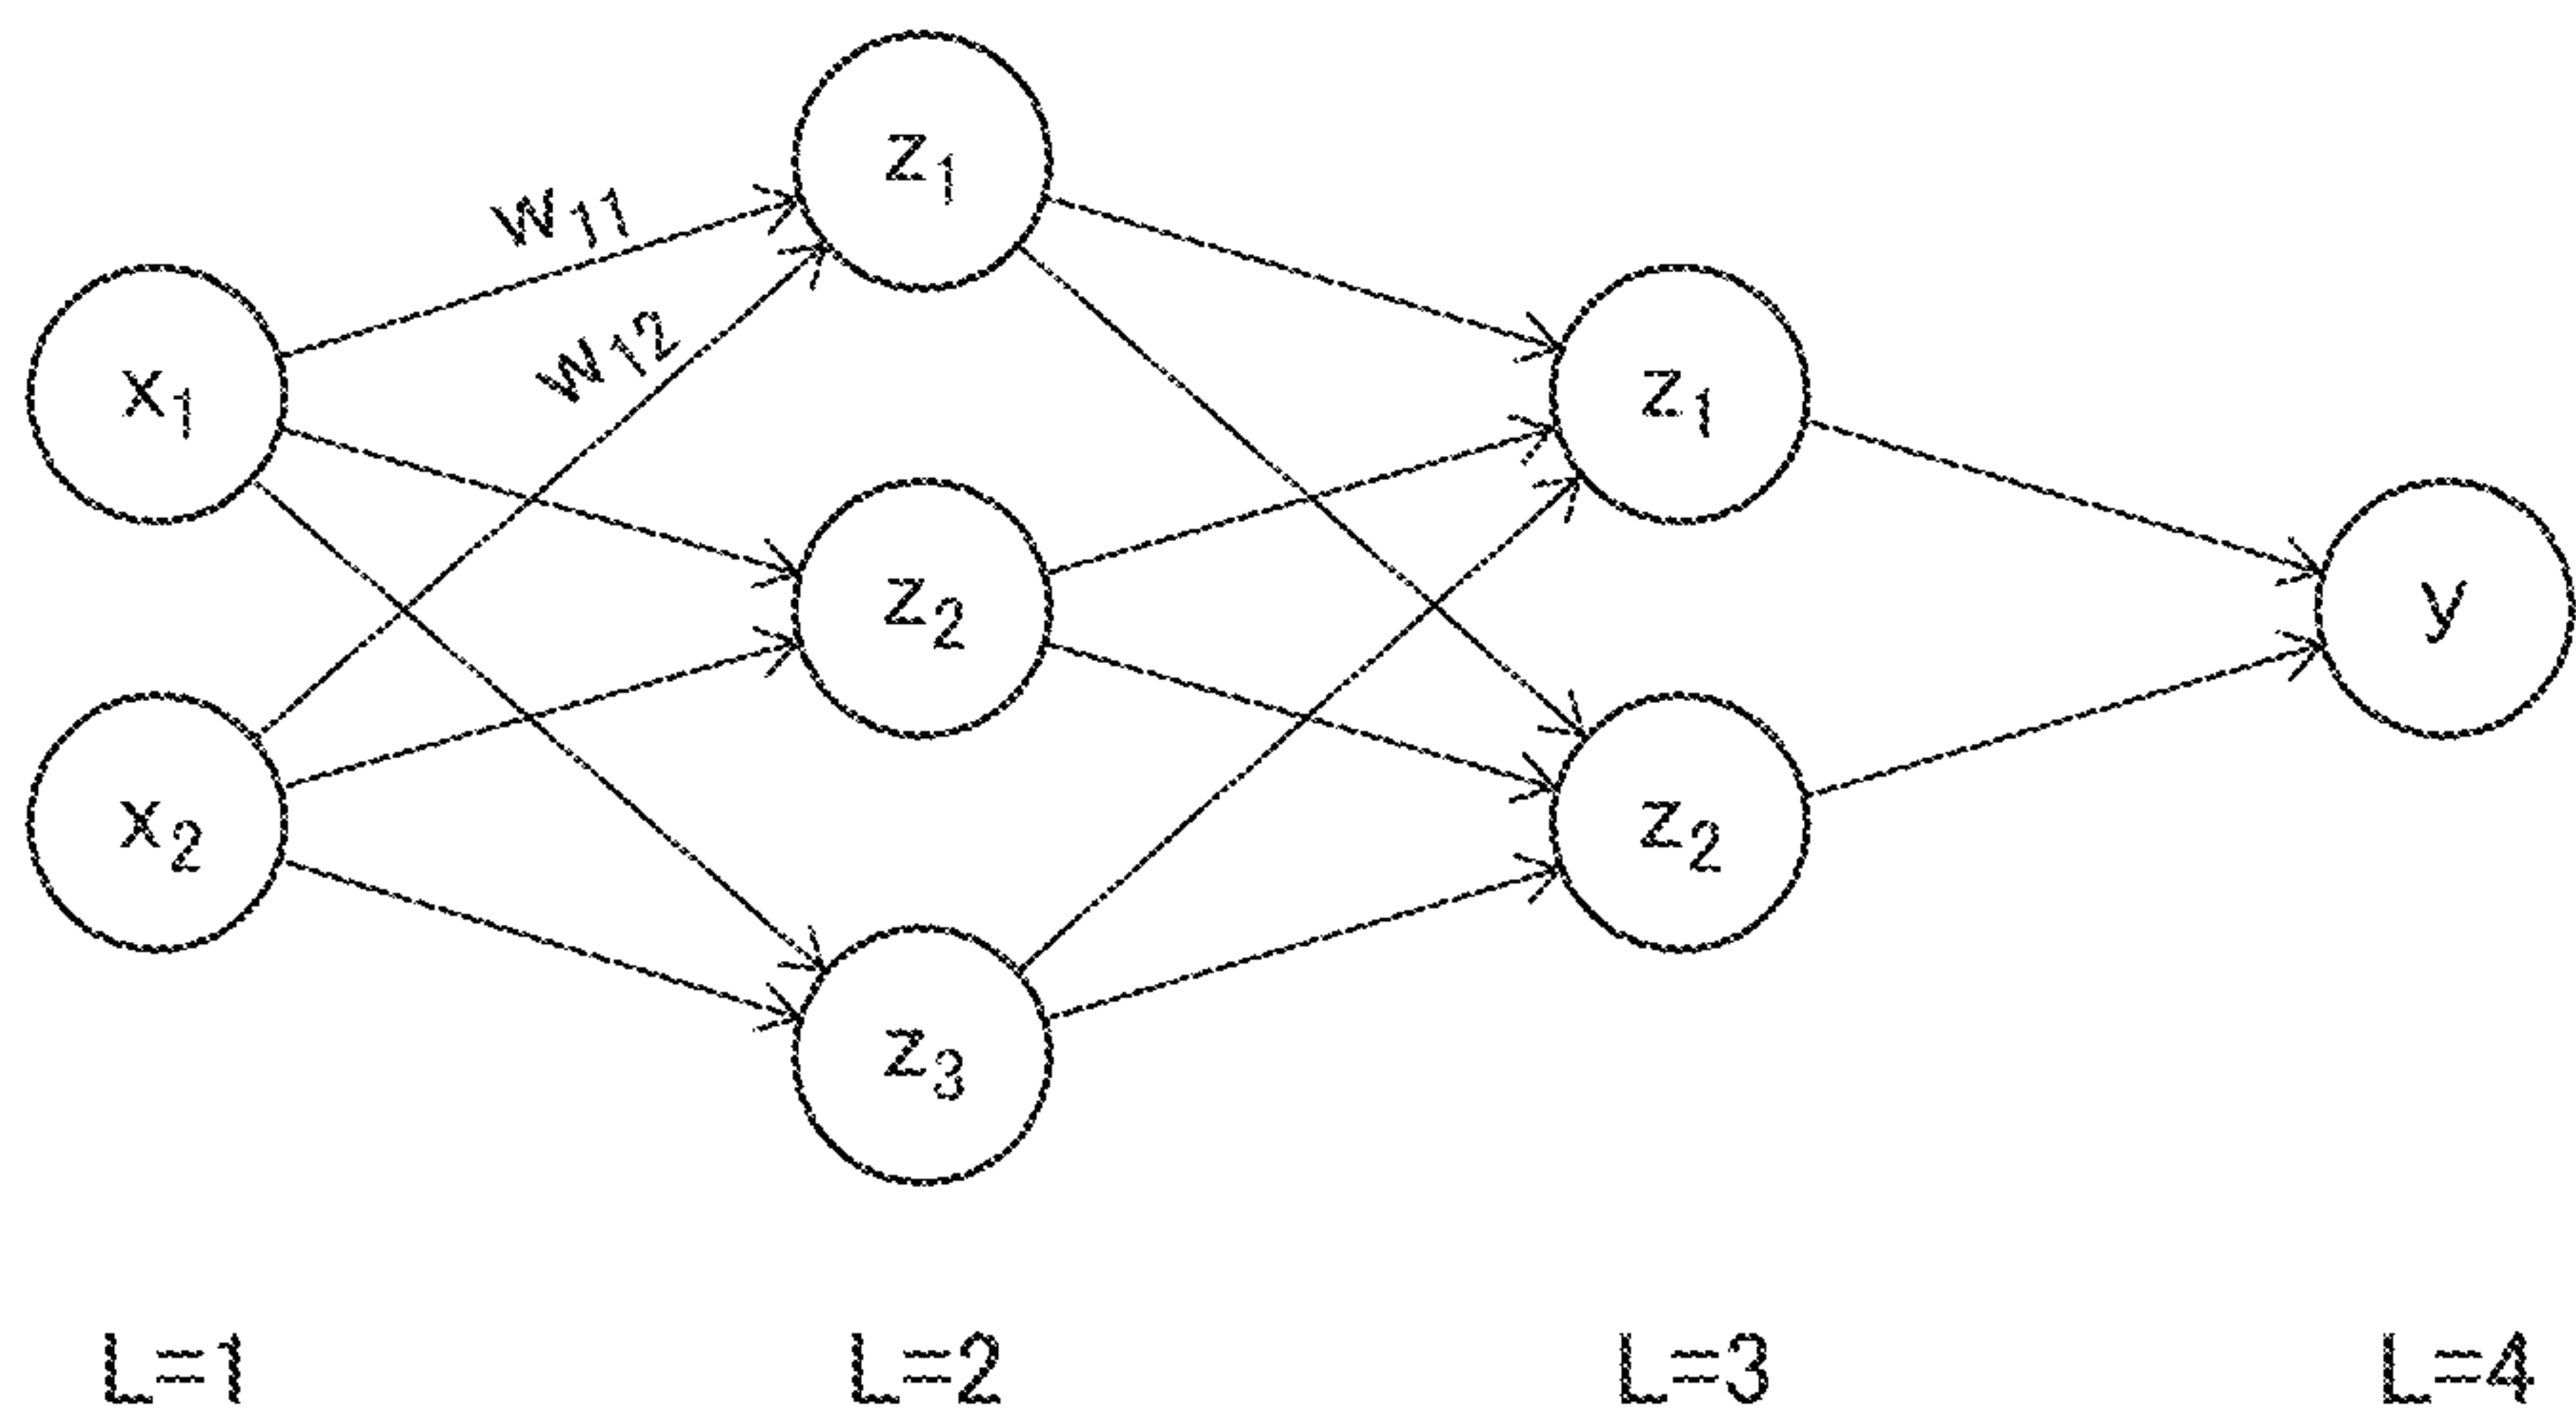 z₁
w₁₁
w₁₂
x₁
z₁
z₂
y
x₂
z₂
z₃
L=1 L=2 L=3 L=4